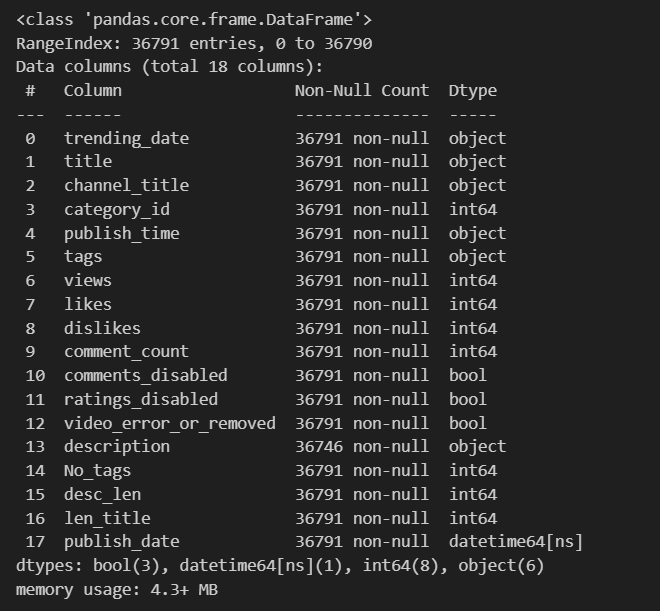 <class 'pandas.core.frame.DataFrame'>
RangeIndex: 36791 entries, 0 to 36790
Data columns (total 18 columns):
 #   Column                  Non-Null Count  Dtype
---  ------                  --------------  -----
 0   trending_date           36791 non-null  object
 1   title                   36791 non-null  object
 2   channel_title           36791 non-null  object
 3   category_id             36791 non-null  int64
 4   publish_time            36791 non-null  object
 5   tags                    36791 non-null  object
 6   views                   36791 non-null  int64
 7   likes                   36791 non-null  int64
 8   dislikes                36791 non-null  int64
 9   comment_count           36791 non-null  int64
 10  comments_disabled       36791 non-null  bool
 11  ratings_disabled        36791 non-null  bool
 12  video_error_or_removed  36791 non-null  bool
 13  description             36746 non-null  object
 14  No_tags                 36791 non-null  int64
 15  desc_len                36791 non-null  int64
 16  len_title               36791 non-null  int64
 17  publish_date            36791 non-null  datetime64[ns]
dtypes: bool(3), datetime64[ns](1), int64(8), object(6)
memory usage: 4.3+ MB